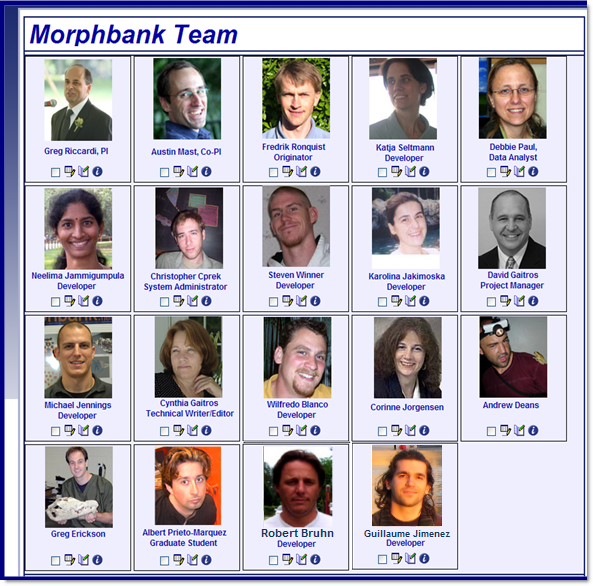 Morphbank Team
Greg Riccardi, PI
Austin Mast, Co-PI
Fredrik Ronquist
Originator
Katja Seltmann
Developer
Debbie Paul,
Data Analyst
Neelima Jammigumpula
Developer
Christopher Cprek
System Administrator
Steven Winner
Developer
Karolina Jakimoska
Developer
David Gaitros
Project Manager
Michael Jennings
Developer
Cynthia Gaitros
Technical Writer/Editor
Wilfredo Blanco
Developer
Corinne Jorgensen
Andrew Deans
Greg Erickson
Albert Prieto-Marquez
Graduate Student
Robert Bruhn
Developer
Guillaume Jimenez
Developer